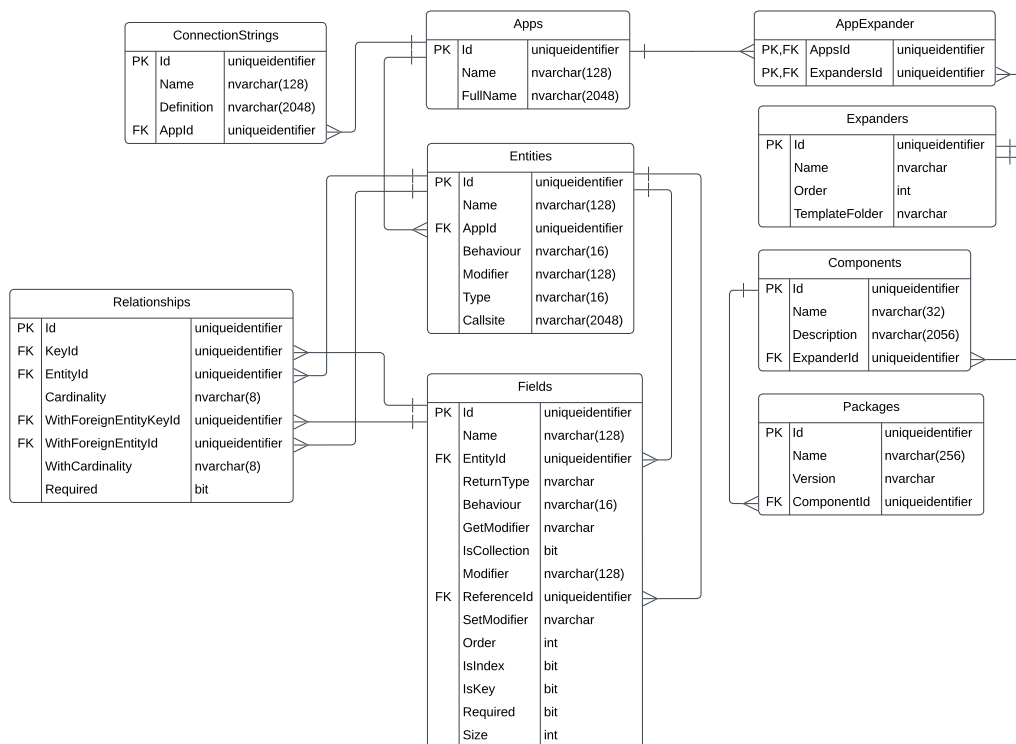 ConnectionStrings
PK Id uniqueidentifier
Name nvarchar(128)
Definition nvarchar(2048)
FK AppId uniqueidentifier
Apps
PK Id uniqueidentifier
Name nvarchar(128)
FullName nvarchar(2048)
AppExpander
PK,FK AppsId uniqueidentifier
PK,FK ExpandersId uniqueidentifier
Expanders
PK Id uniqueidentifier
Name nvarchar
Order int
TemplateFolder nvarchar
Entities
PK Id uniqueidentifier
Name nvarchar(128)
FK AppId uniqueidentifier
Behaviour nvarchar(16)
Modifier nvarchar(128)
Type nvarchar(16)
Callsite nvarchar(2048)
Components
PK Id uniqueidentifier
Name nvarchar(32)
Description nvarchar(2056)
FK ExpanderId uniqueidentifier
Relationships
PK Id uniqueidentifier
FK KeyId uniqueidentifier
FK EntityId uniqueidentifier
Cardinality nvarchar(8)
FK WithForeignEntityKeyId uniqueidentifier
FK WithForeignEntityId uniqueidentifier
WithCardinality nvarchar(8)
Required bit
Fields
PK Id uniqueidentifier
Name nvarchar(128)
FK EntityId uniqueidentifier
ReturnType nvarchar
Behaviour nvarchar(16)
GetModifier nvarchar
IsCollection bit
Modifier nvarchar(128)
FK ReferenceId uniqueidentifier
SetModifier nvarchar
Order int
IsIndex bit
IsKey bit
Required bit
Size int
Packages
PK Id uniqueidentifier
Name nvarchar(256)
Version nvarchar
FK ComponentId uniqueidentifier